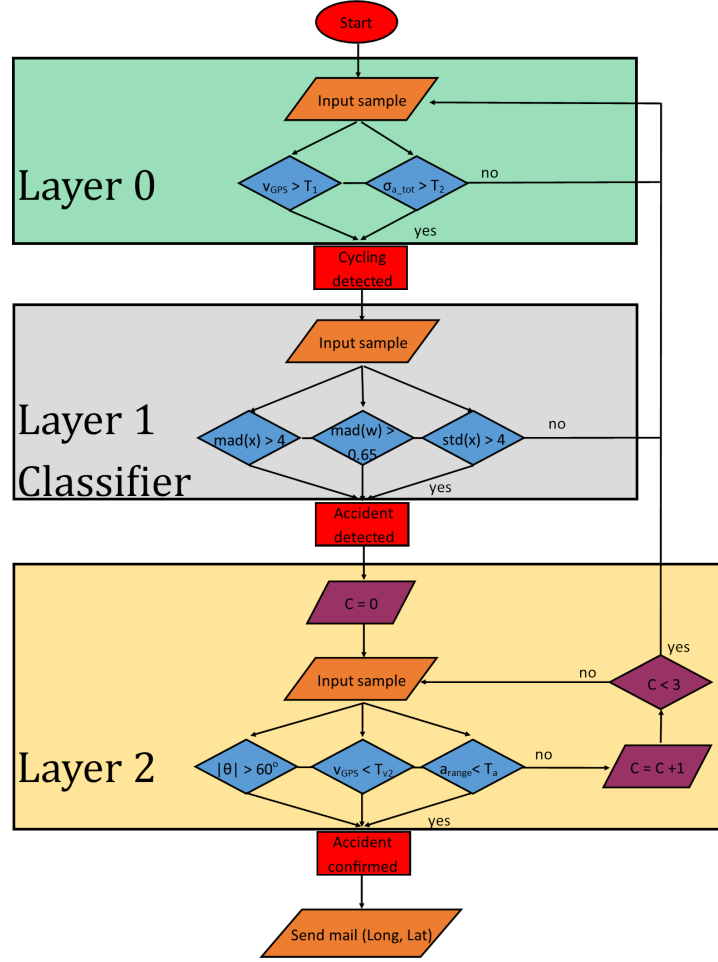 Start
Input sample
Layer 0
v_GPS > T_1
σ_a_tot > T_2
no
yes
Cycling
detected
Input sample
Layer 1
Classifier
mad(x) > 4
mad(w) >
0.65
std(x) > 4
no
yes
Accident
detected
C = 0
Input sample
no
yes
C < 3
Layer 2
|θ| > 60°
v_GPS < T_v2
a_range< T_a
no
C = C +1
yes
Accident
confirmed
Send mail (Long, Lat)